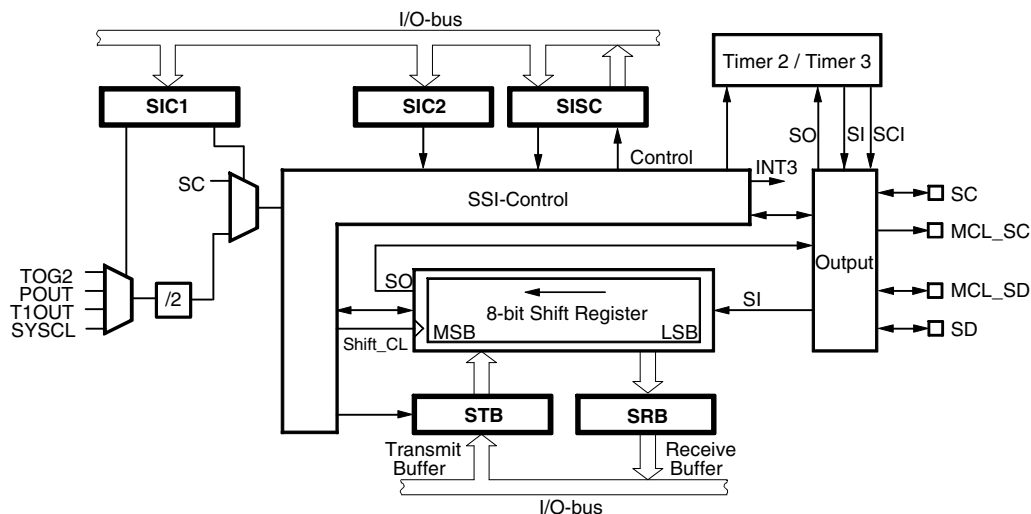 I/O-bus
Timer 2 / Timer 3
SIC1
SIC2
SISC
SO
SI
SCI
Control
INT3
SC
SSI-Control
SC
MCL_SC
TOG2
POUT
T1OUT
SYSCL
/2
SO
8-bit Shift Register
MSB
LSB
SI
Output
MCL_SD
SD
Shift_CL
STB
SRB
Transmit
Buffer
Receive
Buffer
I/O-bus